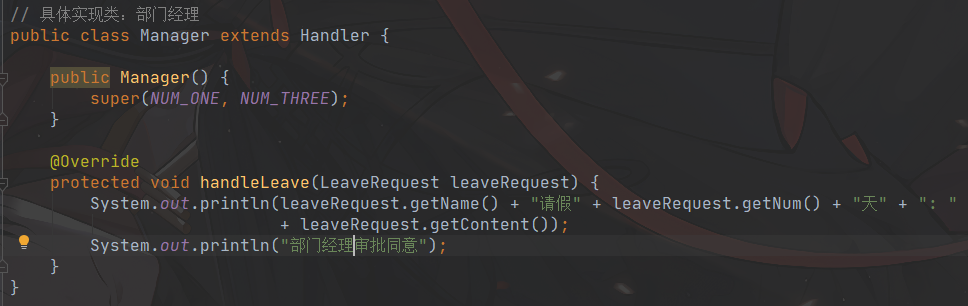 // 具体实现类：部门经理
public class Manager extends Handler {
public Manager() {
super(NUM_ONE, NUM_THREE);
}
@Override
protected void handleLeave(LeaveRequest leaveRequest) {
System.out.println(leaveRequest.getName() + "请假" + leaveRequest.getNum() + "天" + ": "
+ leaveRequest.getContent());
System.out.println("部门经理审批同意");
}
}